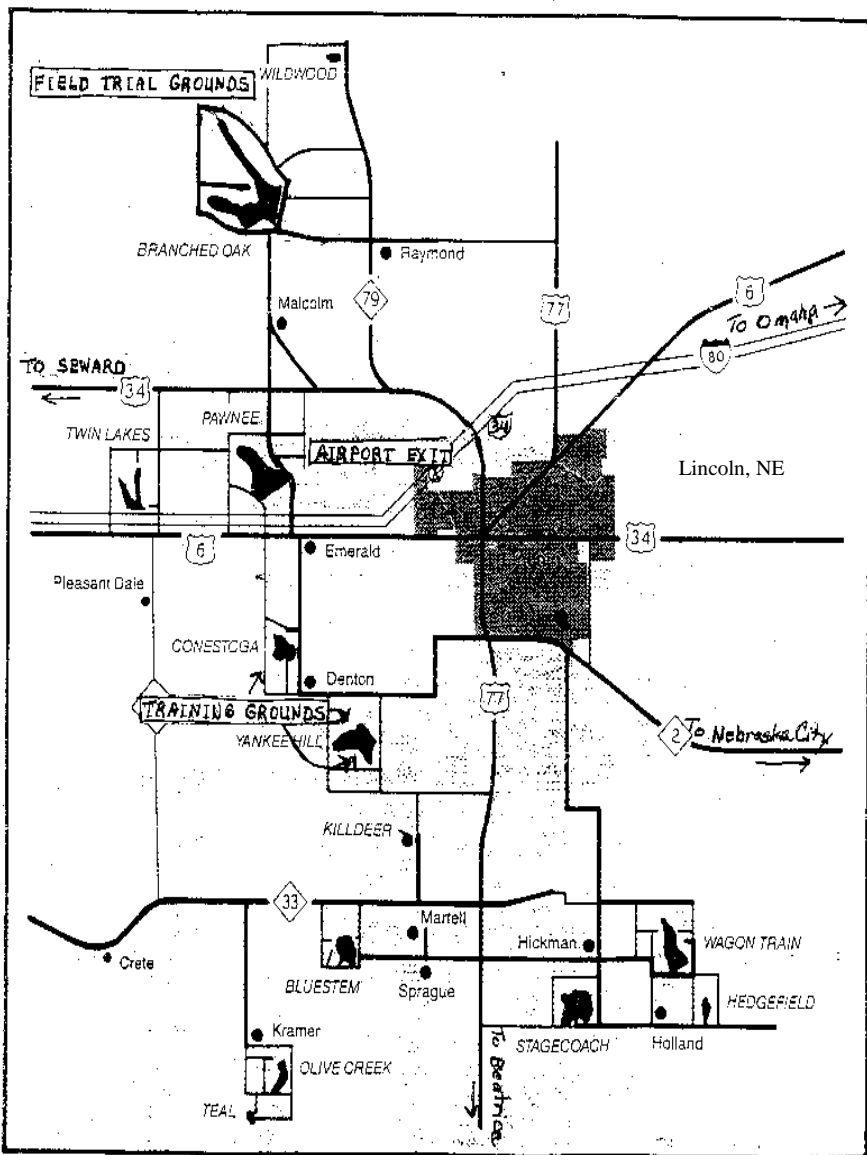 WILDWOOD
FIELD TRIAL GROUNDS
BRANCHED OAK
Raymond
79
77
6
To Omaha
80
Malcolm
TO SEWARD
34
34
PAWNEE
TWIN LAKES
AIRPORT EXIT
Lincoln, NE
6
Emerald
34
Pleasant Dale
CONESTOGA
Denton
TRAINING GROUNDS
77
YANKEE HILL
2
To Nebraska City
KILLDEER
33
Martell
Hickman
WAGON TRAIN
Crete
BLUESTEM
Sprague
HEDGEFIELD
Kramer
STAGECOACH
Holland
OLIVE CREEK
To Beatrice
TEAL